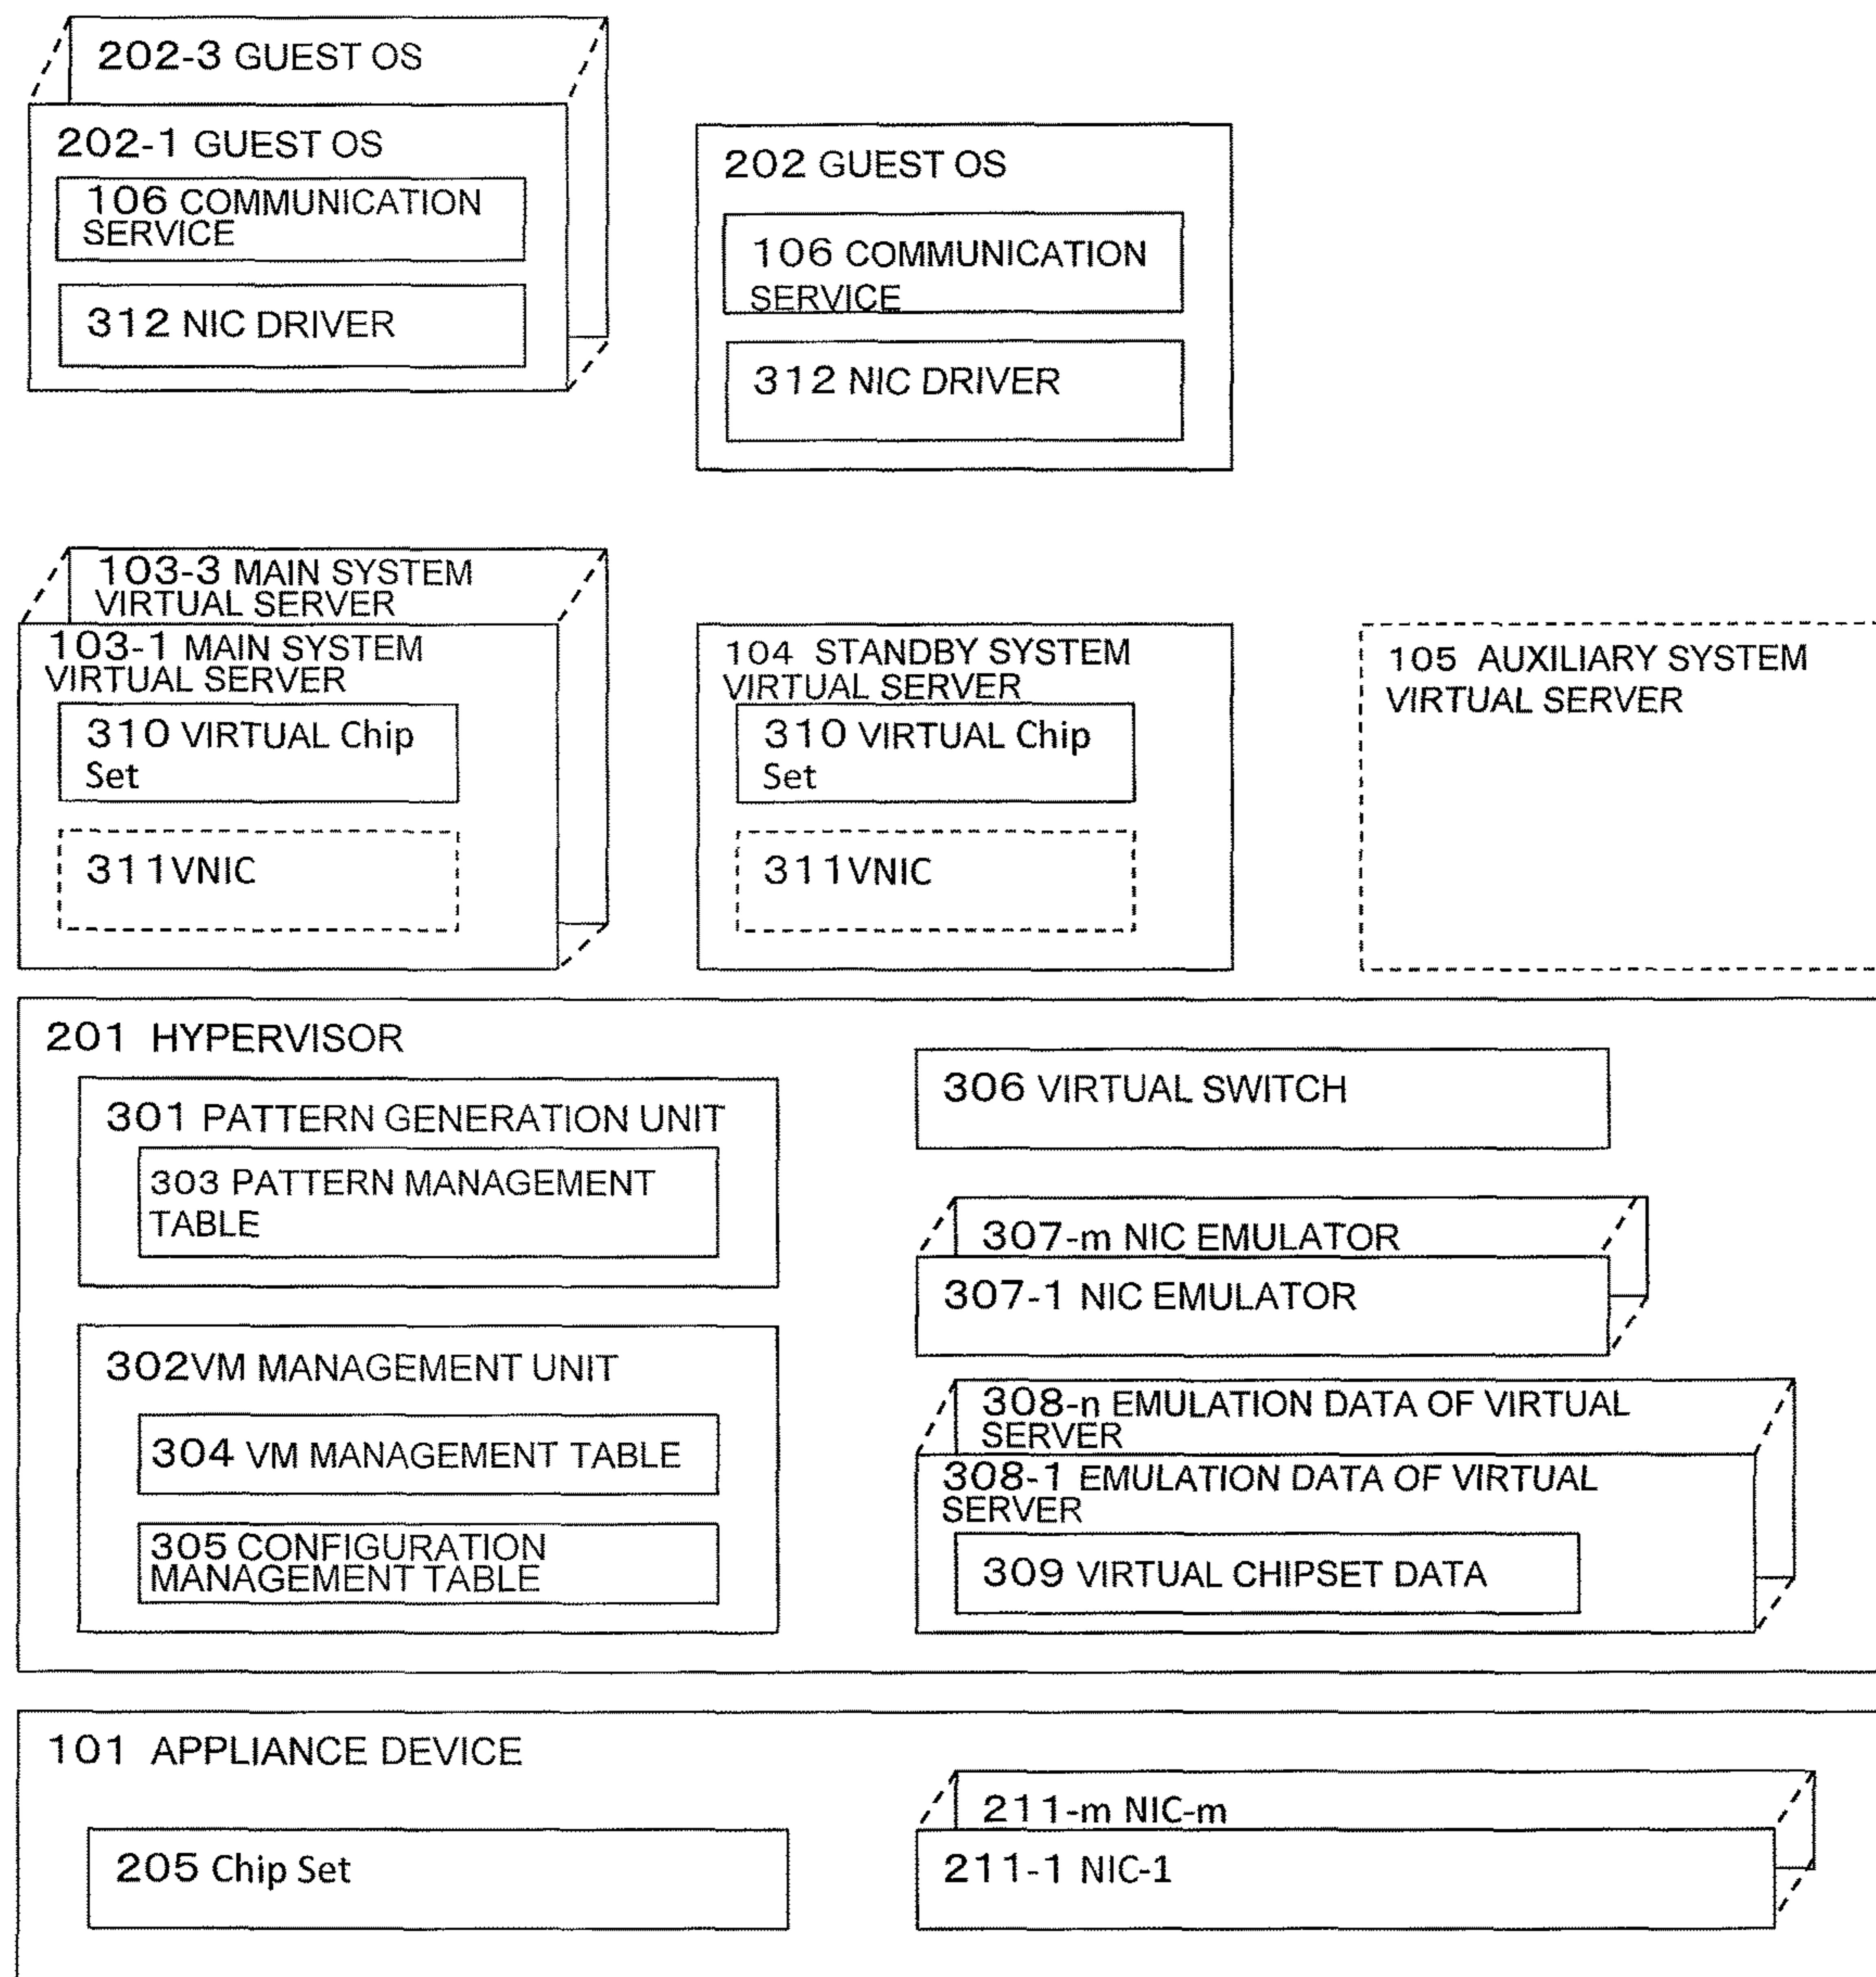 202-3 GUEST OS
202-1 GUEST OS
106 COMMUNICATION
SERVICE
312 NIC DRIVER
202 GUEST OS
106 COMMUNICATION
SERVICE
312 NIC DRIVER
103-3 MAIN SYSTEM
VIRTUAL SERVER
103-1 MAIN SYSTEM
VIRTUAL SERVER
310 VIRTUAL Chip
Set
311VNIC
104 STANDBY SYSTEM
VIRTUAL SERVER
310 VIRTUAL Chip
Set
311VNIC
105 AUXILIARY SYSTEM
VIRTUAL SERVER
201 HYPERVISOR
301 PATTERN GENERATION UNIT
303 PATTERN MANAGEMENT
TABLE
302VM MANAGEMENT UNIT
304 VM MANAGEMENT TABLE
305 CONFIGURATION
MANAGEMENT TABLE
306 VIRTUAL SWITCH
307-m NIC EMULATOR
307-1 NIC EMULATOR
308-n EMULATION DATA OF VIRTUAL
SERVER
308-1 EMULATION DATA OF VIRTUAL
SERVER
309 VIRTUAL CHIPSET DATA
101 APPLIANCE DEVICE
205 Chip Set
211-m NIC-m
211-1 NIC-1